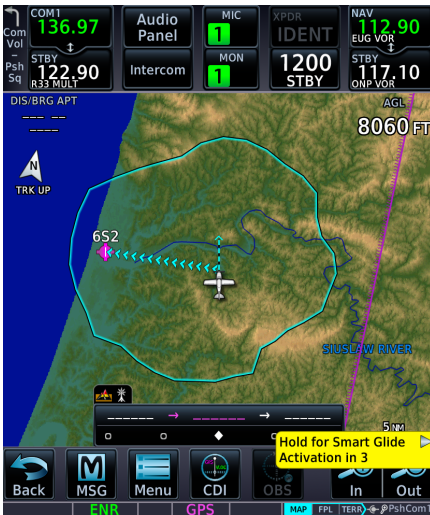 COM1
136.97
Audio
Panel
MIC
1
XPDR
IDENT
NAV
112.90
EUG VOR
Com
Vol
Psh
Sq
STBY
122.90
R33 MULT
Intercom
MON
1
1200
STBY
STBY
117.10
ONP VOR
DIS/BRG APT
___ __
____
AGL
8060 FT
N
TRK UP
6S2
SIUSLAW RIVER
5 NM
Hold for Smart Glide
Activation in 3
Back
MSG
Menu
CDI
OBS
In
Out
ENR
GPS
MAP
FPL
TERR
PshCom1